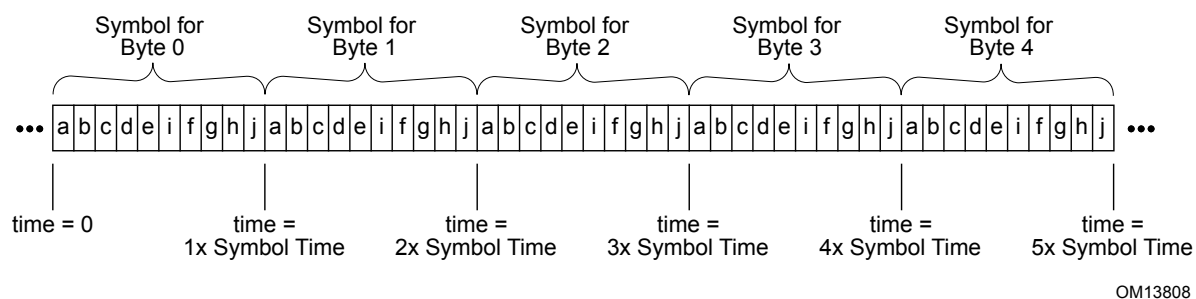 Symbol for Symbol for Symbol for Symbol for Symbol for
Byte 0 Byte 1 Byte 2 Byte 3 Byte 4
••• a b c d e i f g h j a b c d e i f g h j a b c d e i f g h j a b c d e i f g h j a b c d e i f g h j •••
time = 0 time = time = time = time = time =
1x Symbol Time 2x Symbol Time 3x Symbol Time 4x Symbol Time 5x Symbol Time
OM13808